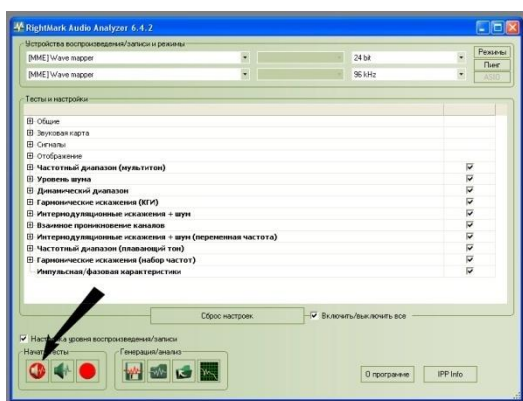 RightMark Audio Analyzer 6.4.2
Устройства воспроизведения/записи и режимы
[MME] Wave mapper 24 bit Режимы
Пинг
[MME] Wave mapper 96 kHz ASIO
Тесты и настройки
Общие
Звуковая карта
Сигналы
Отображение
Частотный диапазон (мультитон)
Уровень шума
Динамический диапазон
Гармонические искажения (КГИ)
Интермодуляционные искажения + шум
Взаимное проникновение каналов
Интермодуляционные искажения + шум (переменная частота)
Частотный диапазон (плавающий тон)
Гармонические искажения (набор частот)
Импульсная/фазовая характеристики
Сброс настроек Включить/выключить все
Настройка уровня воспроизведения/записи
Начать тесты Генерация/анализ
О программе IPP Info